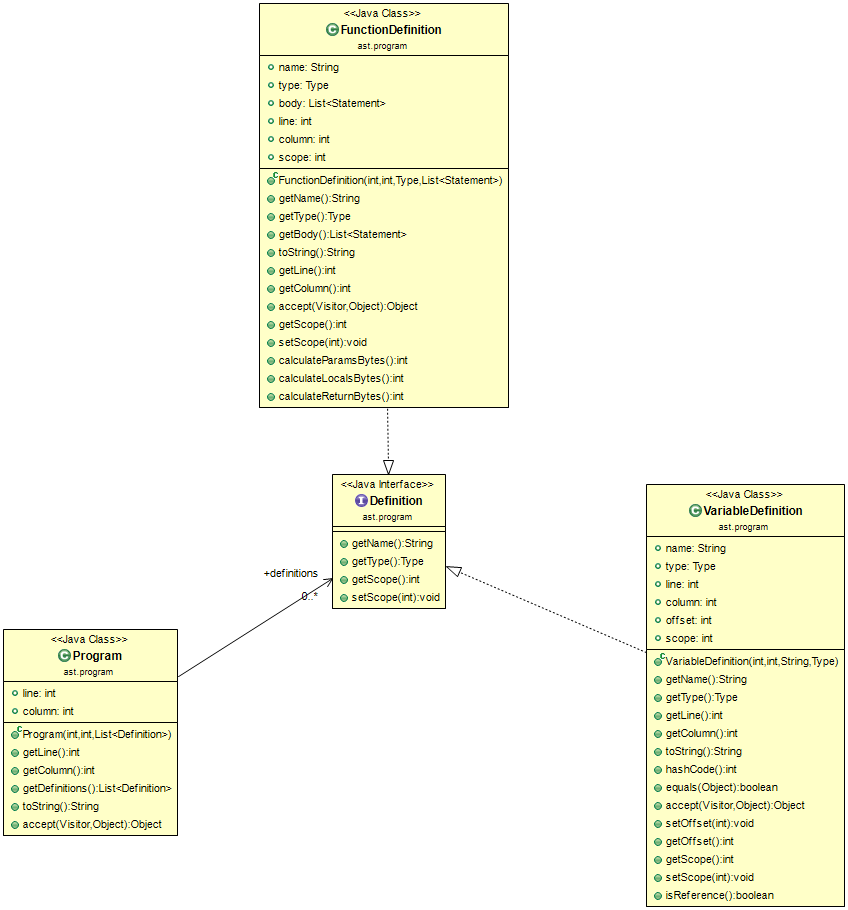 <<Java Class>>
FunctionDefinition
ast.program
name: String
type: Type
body: List<Statement>
line: int
column: int
scope: int
FunctionDefinition(int,int,Type,List<Statement>)
getName():String
getType():Type
getBody():List<Statement>
toString():String
getLine():int
getColumn():int
accept(Visitor,Object):Object
getScope():int
setScope(int):void
calculateParamsBytes():int
calculateLocalsBytes():int
calculateReturnBytes():int
<<Java Interface>>
Definition
ast.program
getName():String
getType():Type
getScope():int
setScope(int):void
+definitions
0..*
<<Java Class>>
Program
ast.program
line: int
column: int
Program(int,int,List<Definition>)
getLine():int
getColumn():int
getDefinitions():List<Definition>
toString():String
accept(Visitor,Object):Object
<<Java Class>>
VariableDefinition
ast.program
name: String
type: Type
line: int
column: int
offset: int
scope: int
VariableDefinition(int,int,String,Type)
getName():String
getType():Type
getLine():int
getColumn():int
toString():String
hashCode():int
equals(Object):boolean
accept(Visitor,Object):Object
setOffset(int):void
getOffset():int
getScope():int
setScope(int):void
isReference():boolean